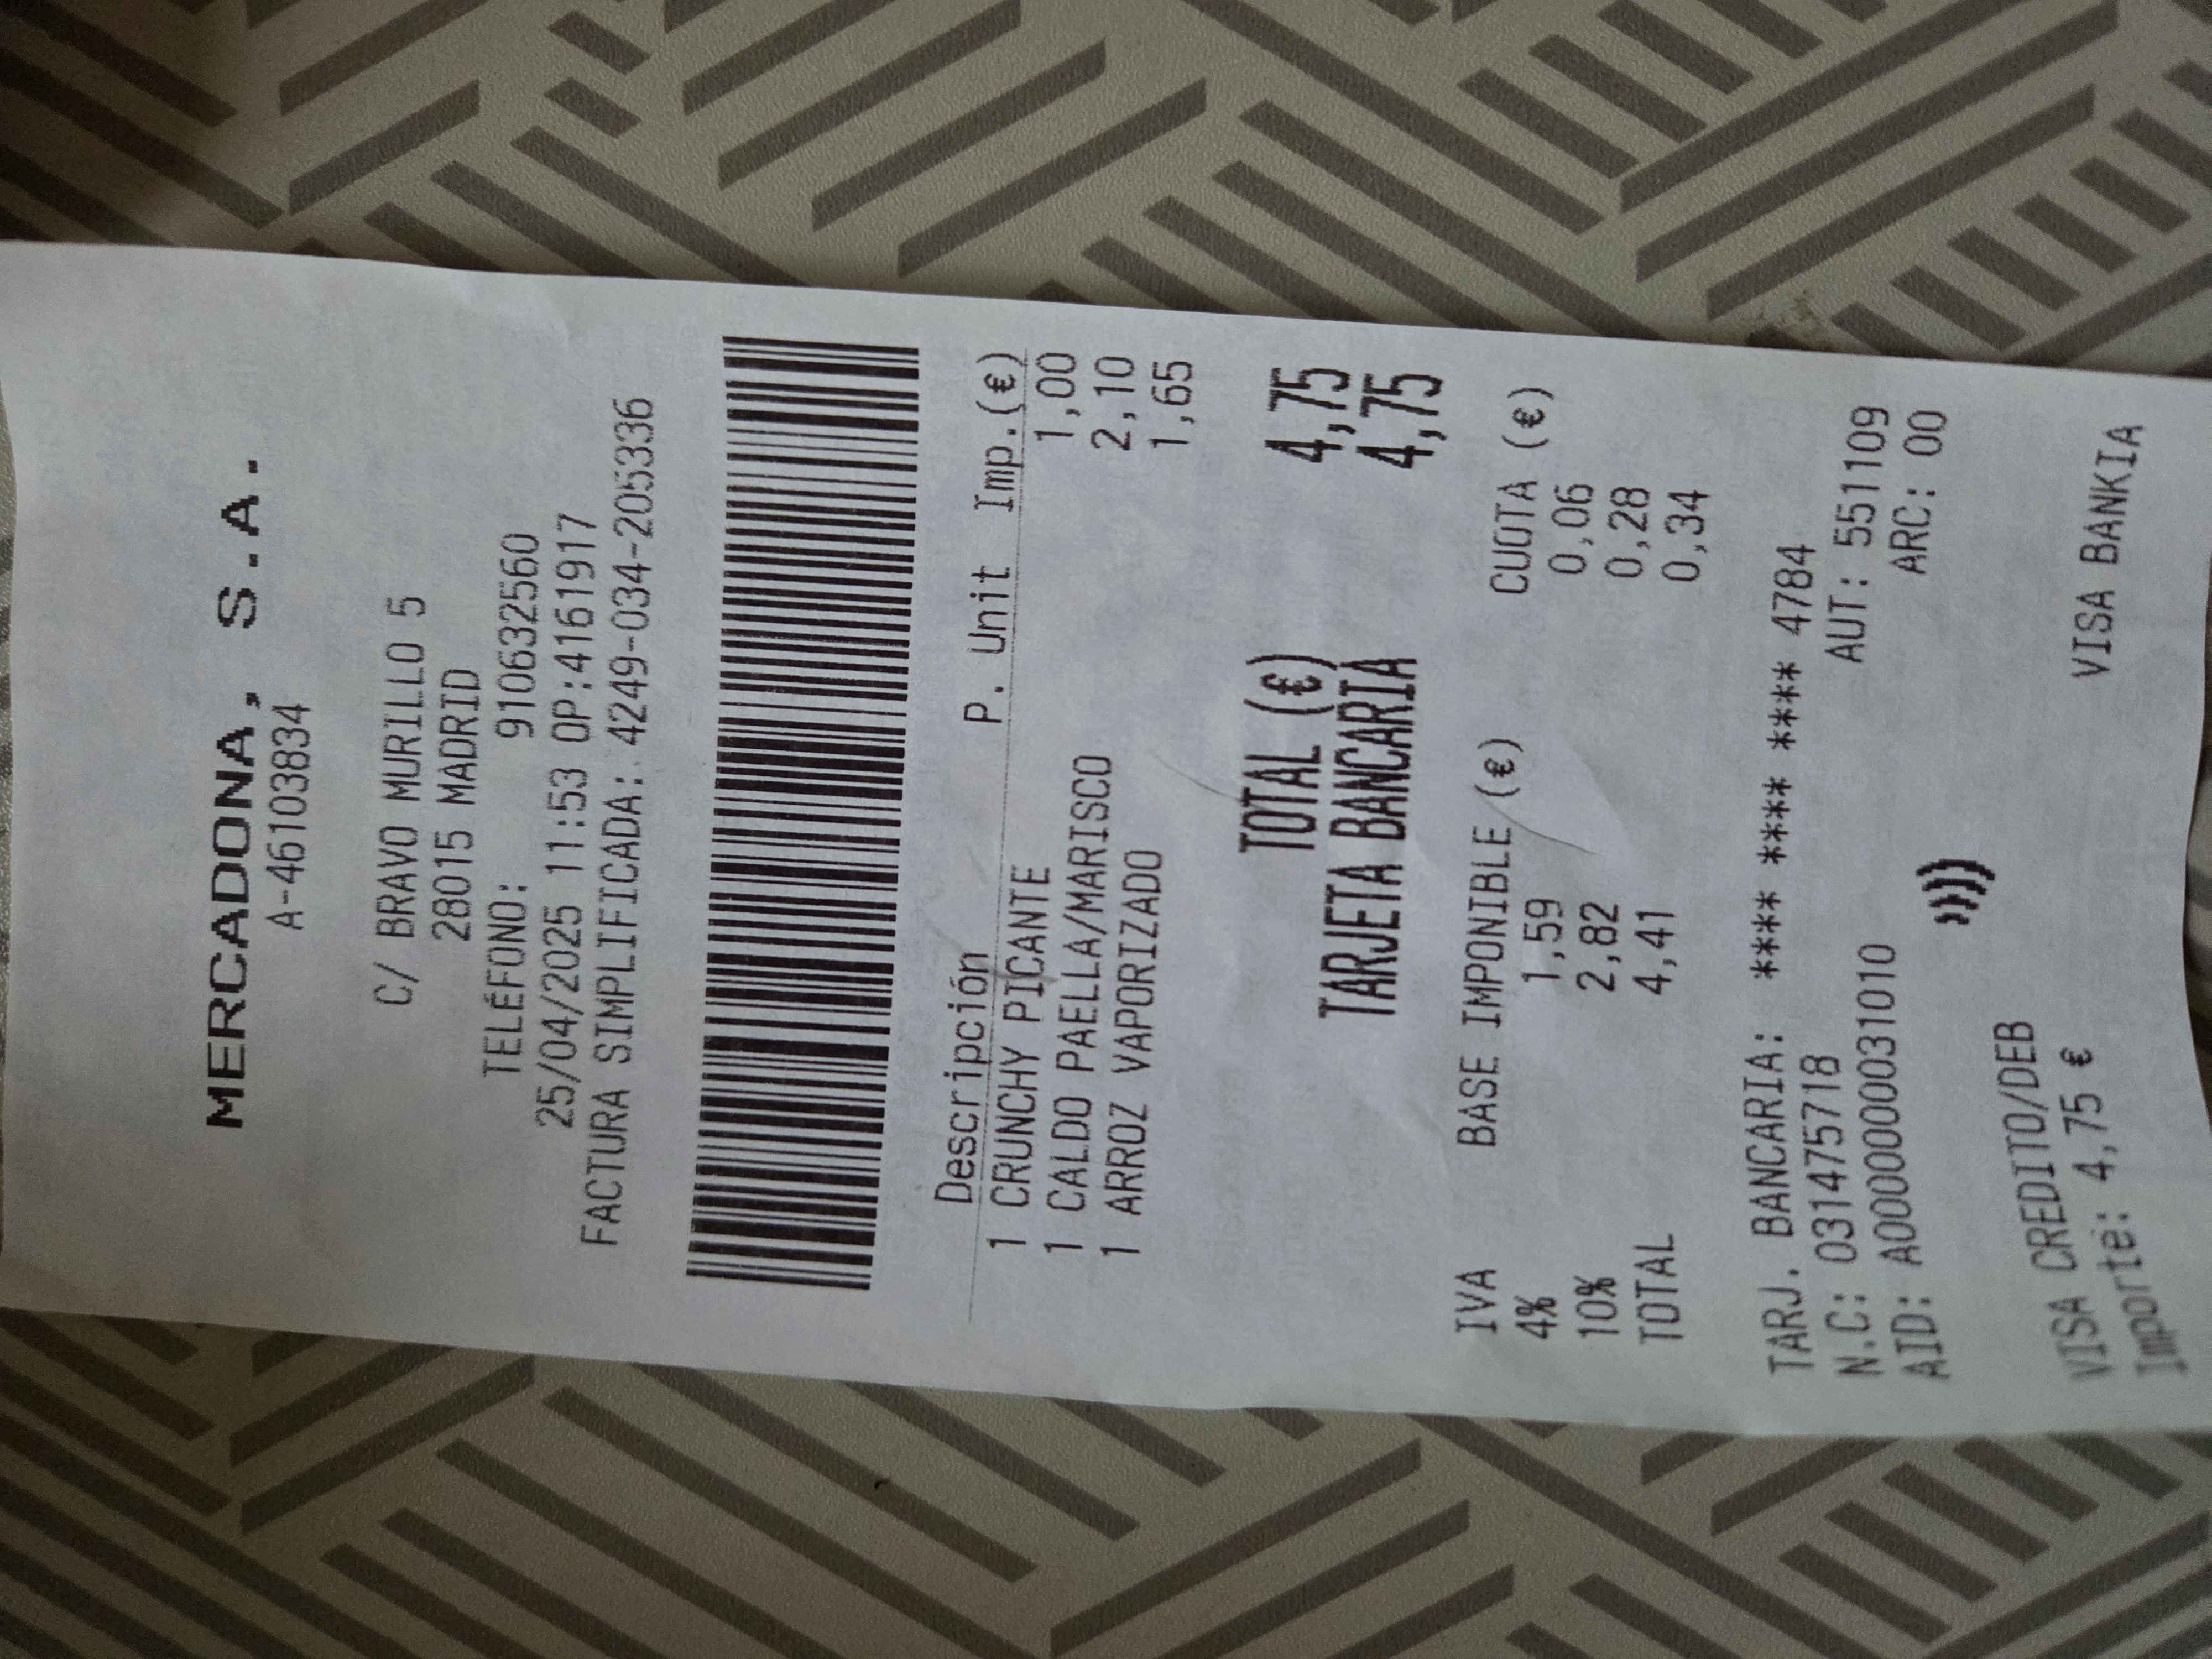 MERCADONA, S.A.
A-46103834
C/ BRAVO MURILLO 5
28015 MADRID
TELÉFONO: 910632560
25/04/2025 11:53 OP:4161917
FACTURA SIMPLIFICADA: 4249-034-205336
Descripción P. Unit Imp.(€)
1 CRUNCHY PICANTE 1,00
1 CALDO PAELLA/MARISCO 2,10
1 ARROZ VAPORIZADO 1,65
TOTAL (€) 4,75
TARJETA BANCARIA 4,75
IVA BASE IMPONIBLE (€) CUOTA (€)
4% 1,59 0,06
10% 2,82 0,28
TOTAL 4,41 0,34
TARJ. BANCARIA: **** **** **** 4784
N.C: 031475718 AUT: 551109
AID: A0000000031010 ARC: 00
VISA CREDITO/DEB
Importe: 4,75 € VISA BANKIA